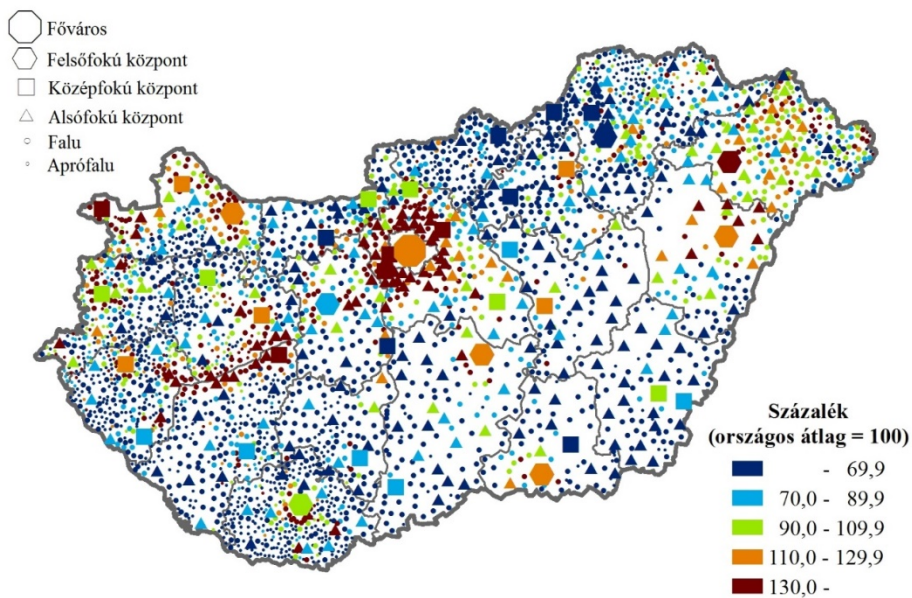 Főváros
Felsőfokú központ
Középfokú központ
Alsófokú központ
Falu
Aprófalu
Százalék
(országos átlag = 100)
- 69,9
70,0 - 89,9
90,0 - 109,9
110,0 - 129,9
130,0 -